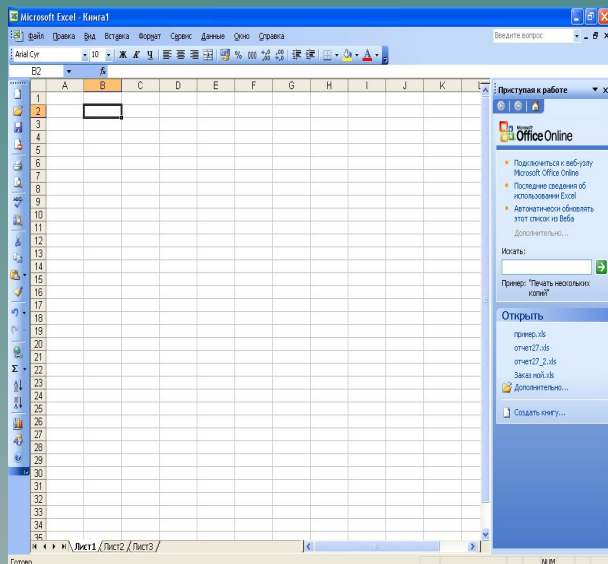 Microsoft Excel - Книга1
Файл Правка Вид Вставка Формат Сервис Данные Окно Справка
Введите вопрос
Arial Cyr 10 Ж К Ч % 000
B2 fx
A B C D E F G H I J K L
1
2
3
4
5
6
7
8
9
10
11
12
13
14
15
16
17
18
19
20
21
22
23
24
25
26
27
28
29
30
31
32
33
34
35
Лист1 Лист2 Лист3
Готово
NUM
Приступая к работе
Microsoft
Office Online
Подключиться к веб-узлу
Microsoft Office Online
Последние сведения об
использовании Excel
Автоматически обновлять
этот список из Веба
Дополнительно...
Искать:
Пример: "Печать нескольких
копий"
Открыть
пример.xls
отчет27.xls
отчет27_2.xls
Заказ мой.xls
Дополнительно...
Создать книгу...